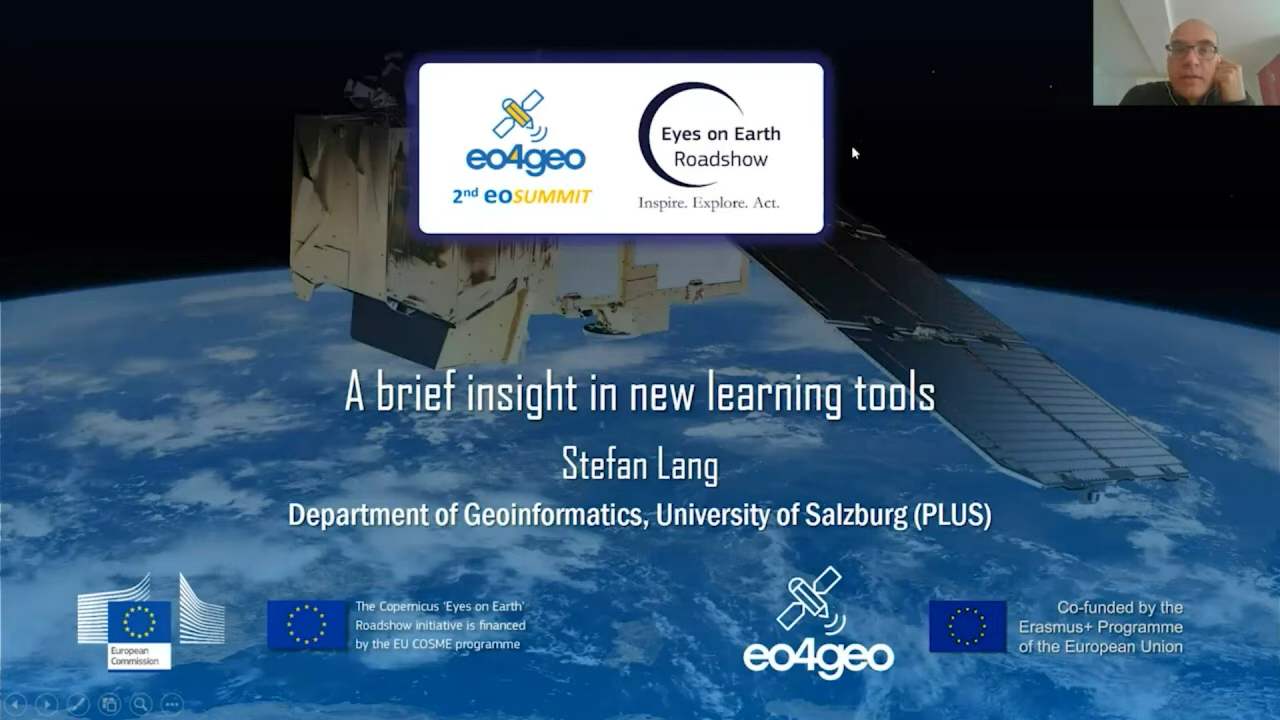 eo4geo
2nd eoSUMMIT
Eyes on Earth
Roadshow
Inspire. Explore. Act.
A brief insight in new learning tools
Stefan Lang
Department of Geoinformatics, University of Salzburg (PLUS)
European
Commission
The Copernicus 'Eyes on Earth'
Roadshow initiative is financed
by the EU COSME programme
eo4geo
Co-funded by the
Erasmus+ Programme
of the European Union